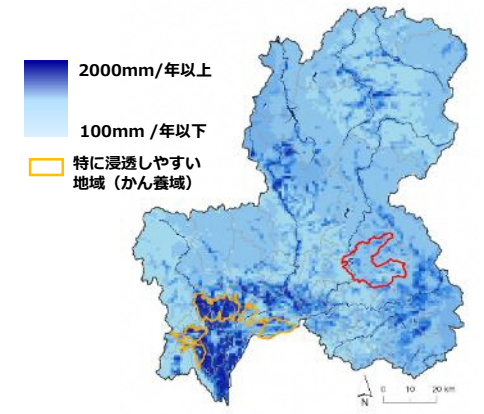 2000mm/年以上
100mm /年以下
特に浸透しやすい
地域（かん養域）
N
0 10 20 km